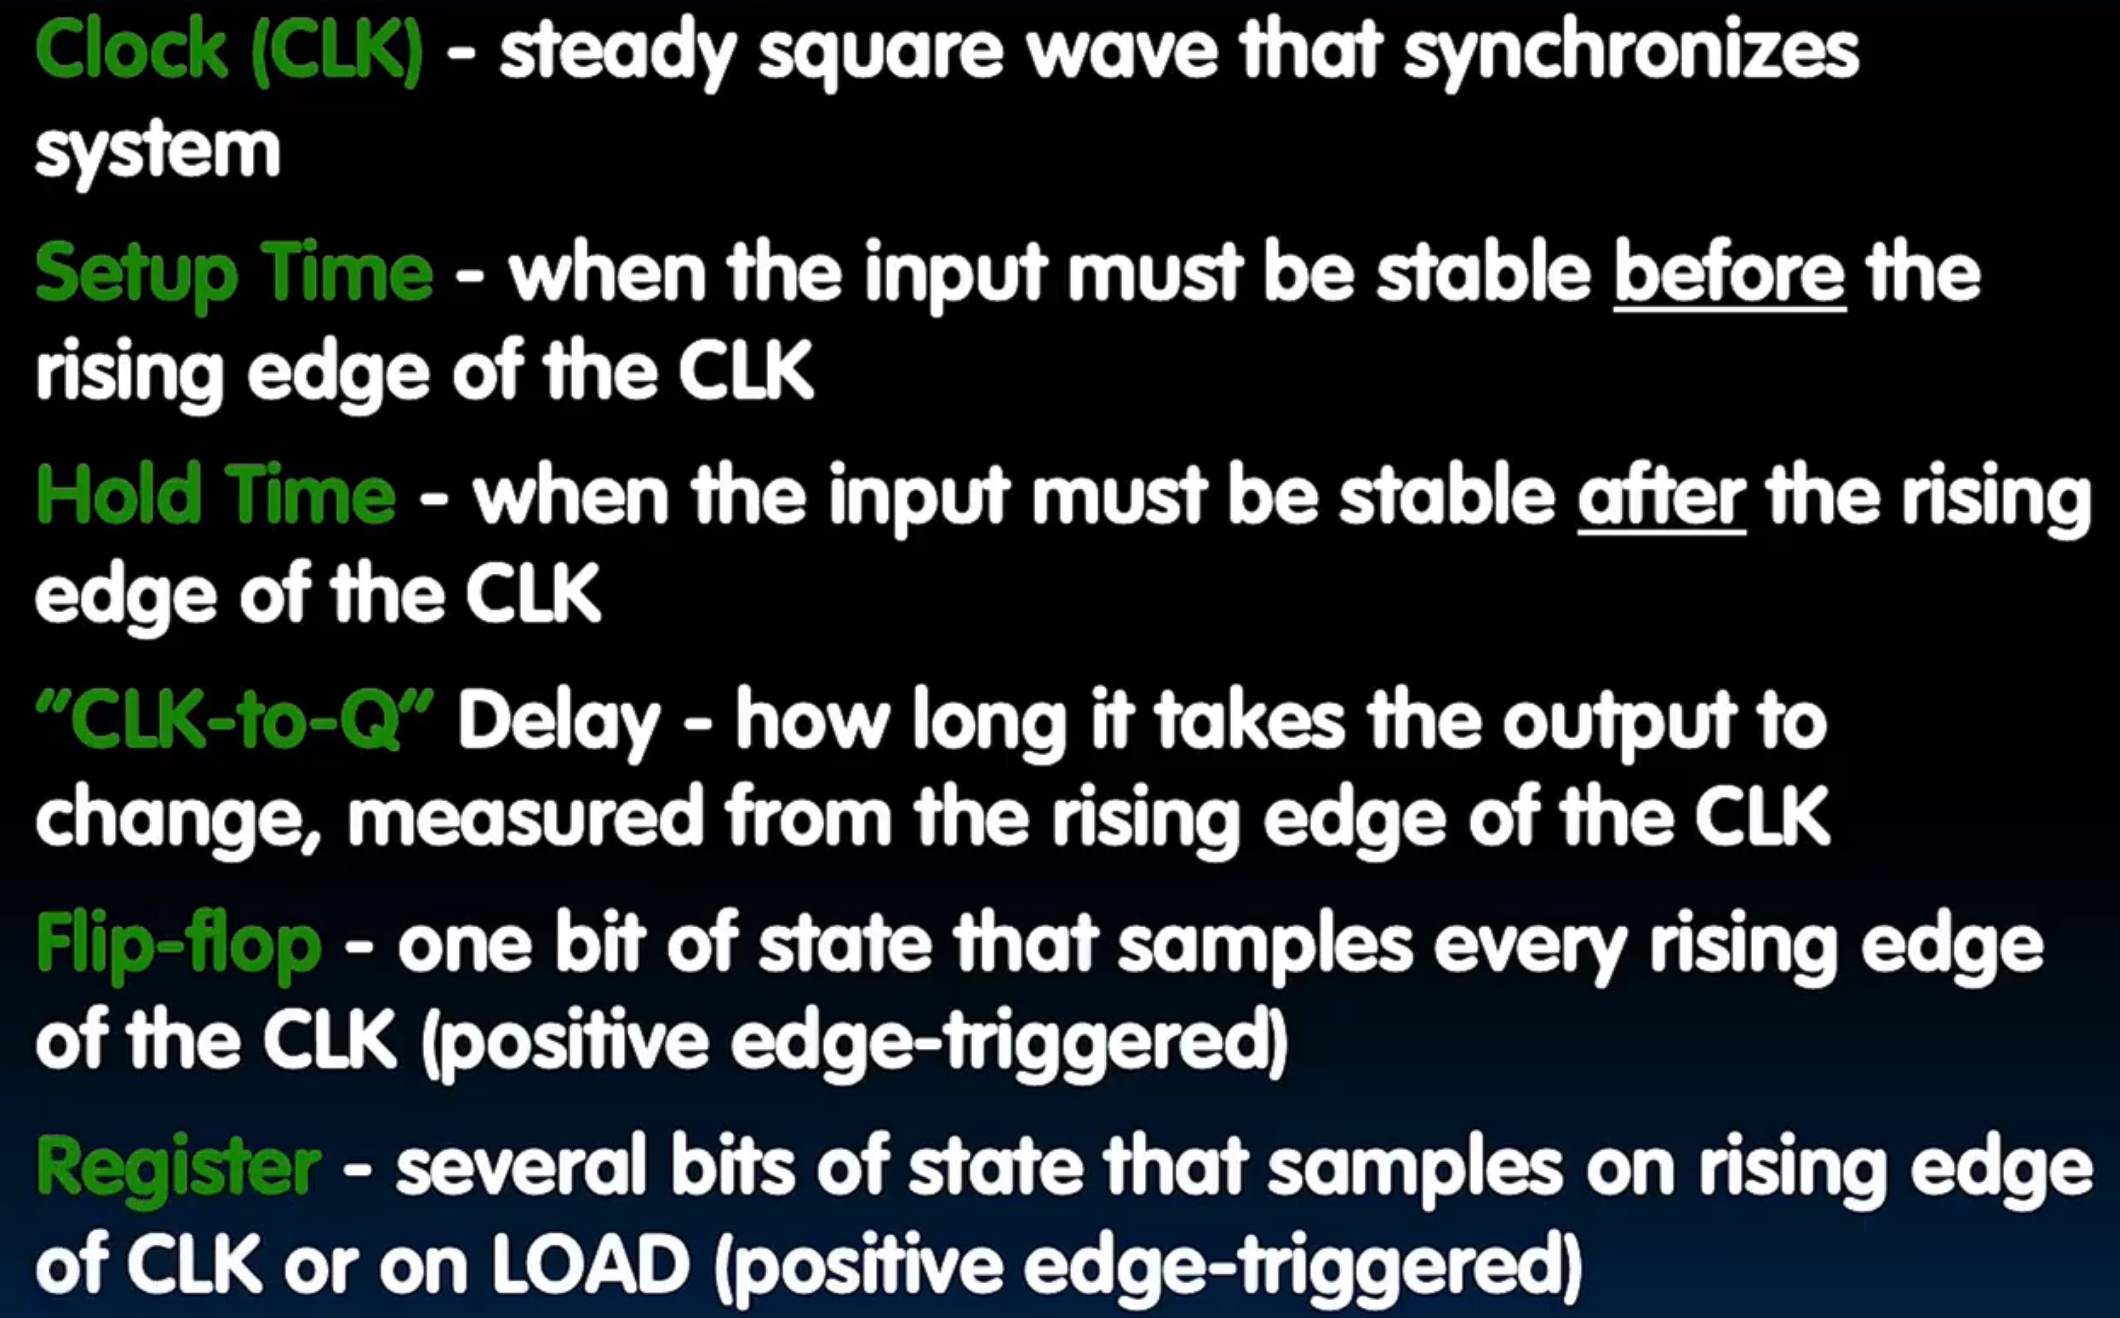 Clock (CLK) - steady square wave that synchronizes
system
Setup Time - when the input must be stable before the
rising edge of the CLK
Hold Time - when the input must be stable after the rising
edge of the CLK
”CLK-to-Q” Delay - how long it takes the output to
change, measured from the rising edge of the CLK
Flip-flop - one bit of state that samples every rising edge
of the CLK (positive edge-triggered)
Register - several bits of state that samples on rising edge
of CLK or on LOAD (positive edge-triggered)